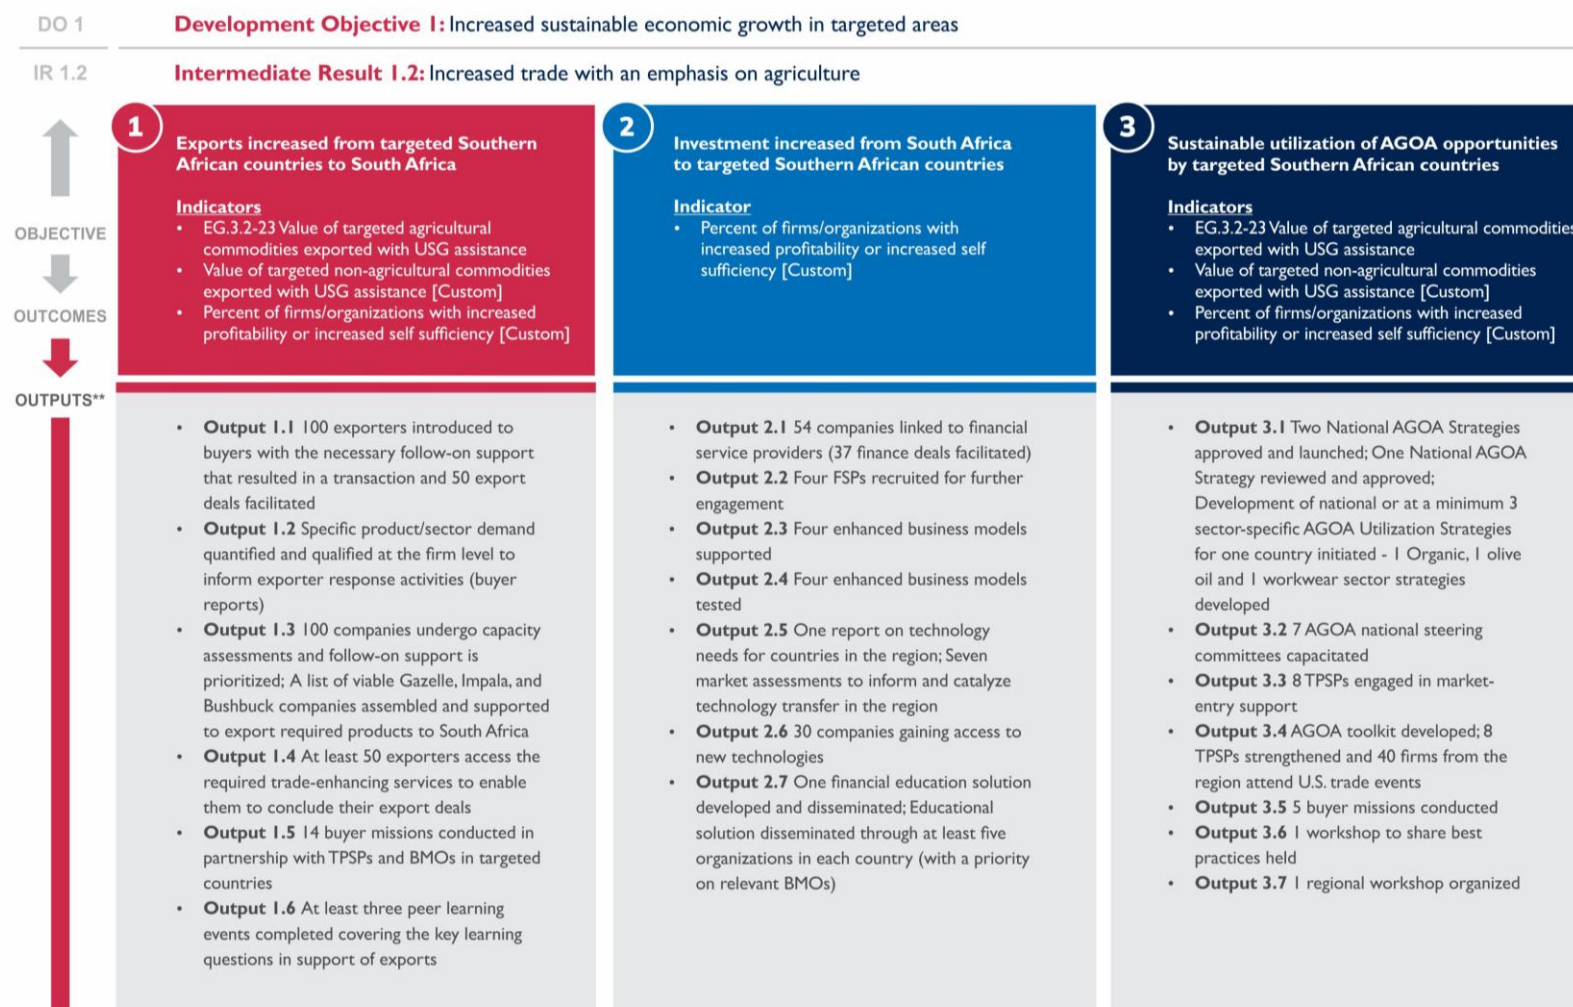 DO 1
Development Objective 1: Increased sustainable economic growth in targeted areas
IR 1.2
Intermediate Result 1.2: Increased trade with an emphasis on agriculture
OBJECTIVE
OUTCOMES
OUTPUTS**
1
Exports increased from targeted Southern
African countries to South Africa
Indicators
• EG.3.2-23 Value of targeted agricultural
commodities exported with USG assistance
• Value of targeted non-agricultural commodities
exported with USG assistance [Custom]
• Percent of firms/organizations with increased
profitability or increased self sufficiency [Custom]
• Output 1.1 100 exporters introduced to
buyers with the necessary follow-on support
that resulted in a transaction and 50 export
deals facilitated
• Output 1.2 Specific product/sector demand
quantified and qualified at the firm level to
inform exporter response activities (buyer
reports)
• Output 1.3 100 companies undergo capacity
assessments and follow-on support is
prioritized; A list of viable Gazelle, Impala, and
Bushbuck companies assembled and supported
to export required products to South Africa
• Output 1.4 At least 50 exporters access the
required trade-enhancing services to enable
them to conclude their export deals
• Output 1.5 14 buyer missions conducted in
partnership with TPSPs and BMOs in targeted
countries
• Output 1.6 At least three peer learning
events completed covering the key learning
questions in support of exports
2
Investment increased from South Africa
to targeted Southern African countries
Indicator
• Percent of firms/organizations with
increased profitability or increased self
sufficiency [Custom]
• Output 2.1 54 companies linked to financial
service providers (37 finance deals facilitated)
• Output 2.2 Four FSPs recruited for further
engagement
• Output 2.3 Four enhanced business models
supported
• Output 2.4 Four enhanced business models
tested
• Output 2.5 One report on technology
needs for countries in the region; Seven
market assessments to inform and catalyze
technology transfer in the region
• Output 2.6 30 companies gaining access to
new technologies
• Output 2.7 One financial education solution
developed and disseminated; Educational
solution disseminated through at least five
organizations in each country (with a priority
on relevant BMOs)
3
Sustainable utilization of AGOA opportunities
by targeted Southern African countries
Indicators
• EG.3.2-23 Value of targeted agricultural commodities
exported with USG assistance
• Value of targeted non-agricultural commodities
exported with USG assistance [Custom]
• Percent of firms/organizations with increased
profitability or increased self sufficiency [Custom]
• Output 3.1 Two National AGOA Strategies
approved and launched; One National AGOA
Strategy reviewed and approved;
Development of national or at a minimum 3
sector-specific AGOA Utilization Strategies
for one country initiated - 1 Organic, 1 olive
oil and 1 workwear sector strategies
developed
• Output 3.2 7 AGOA national steering
committees capacitated
• Output 3.3 8 TPSPs engaged in market-
entry support
• Output 3.4 AGOA toolkit developed; 8
TPSPs strengthened and 40 firms from the
region attend U.S. trade events
• Output 3.5 5 buyer missions conducted
• Output 3.6 1 workshop to share best
practices held
• Output 3.7 1 regional workshop organized